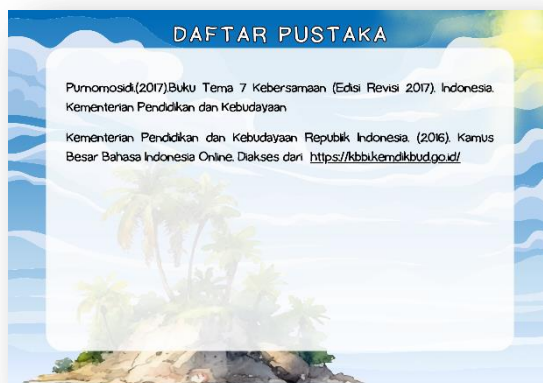 DAFTAR PUSTAKA
Purnomosidi.(2017).Buku Tema 7 Kebersamaan (Edisi Revisi 2017). Indonesia.
Kementerian Pendidikan dan Kebudayaan
Kementerian Pendidikan dan Kebudayaan Republik Indonesia. (2016). Kamus
Besar Bahasa Indonesia Online. Diakses dari https://kbbi.kemdikbud.go.id/